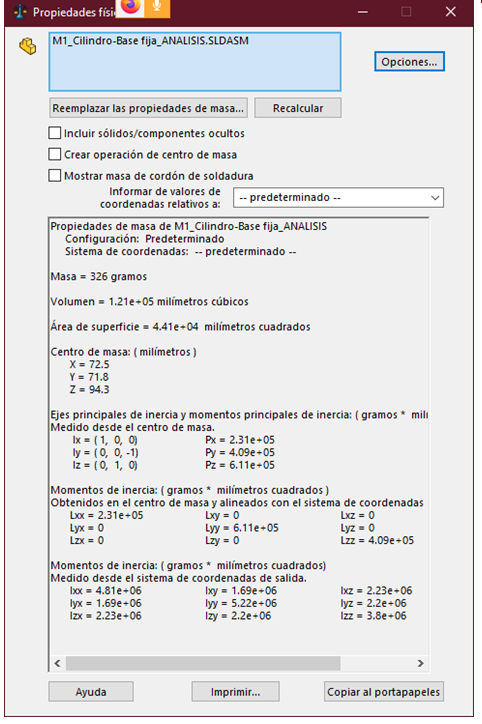 Propiedades físi
M1_Cilindro-Base fija_ANALISIS.SLDASM
Opciones...
Reemplazar las propiedades de masa... Recalcular
Incluir sólidos/componentes ocultos
Crear operación de centro de masa
Mostrar masa de cordón de soldadura
Informar de valores de
coordenadas relativos a: -- predeterminado --
Propiedades de masa de M1_Cilindro-Base fija_ANALISIS
Configuración: Predeterminado
Sistema de coordenadas: -- predeterminado --
Masa = 326 gramos
Volumen = 1.21e+05 milímetros cúbicos
Área de superficie = 4.41e+04 milímetros cuadrados
Centro de masa: ( milímetros )
X = 72.5
Y = 71.8
Z = 94.3
Ejes principales de inercia y momentos principales de inercia: ( gramos * milí
Medido desde el centro de masa.
Ix = ( 1, 0, 0) Px = 2.31e+05
Iy = ( 0, 0, -1) Py = 4.09e+05
Iz = ( 0, 1, 0) Pz = 6.11e+05
Momentos de inercia: ( gramos * milímetros cuadrados )
Obtenidos en el centro de masa y alineados con el sistema de coordenadas
Lxx = 2.31e+05 Lxy = 0 Lxz = 0
Lyx = 0 Lyy = 6.11e+05 Lyz = 0
Lzx = 0 Lzy = 0 Lzz = 4.09e+05
Momentos de inercia: ( gramos * milímetros cuadrados)
Medido desde el sistema de coordenadas de salida.
Ixx = 4.81e+06 Ixy = 1.69e+06 Ixz = 2.23e+06
Iyx = 1.69e+06 Iyy = 5.22e+06 Iyz = 2.2e+06
Izx = 2.23e+06 Izy = 2.2e+06 Izz = 3.8e+06
Ayuda Imprimir... Copiar al portapapeles